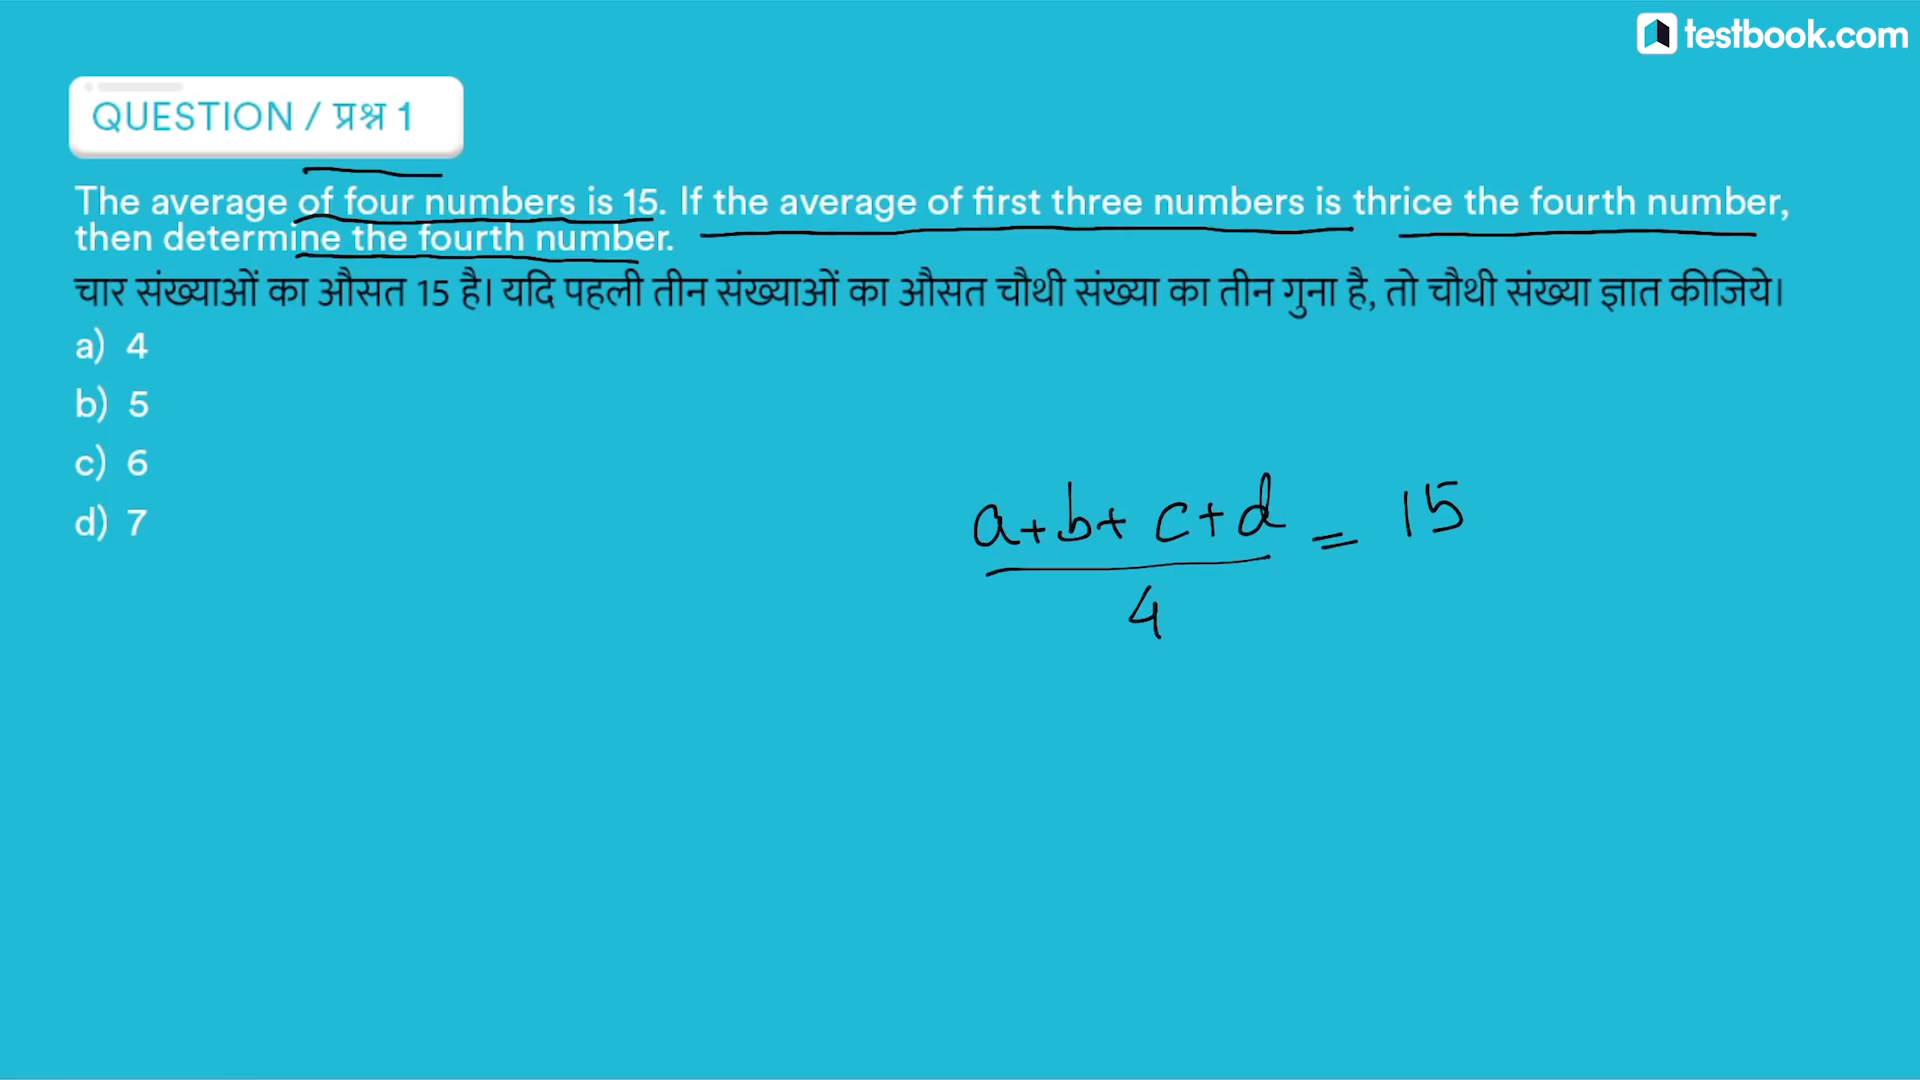 testbook.com
QUESTION / प्रश्न 1
The average of four numbers is 15. If the average of first three numbers is thrice the fourth number,
then determine the fourth number.
चार संख्याओं का औसत 15 है। यदि पहली तीन संख्याओं का औसत चौथी संख्या का तीन गुना है, तो चौथी संख्या ज्ञात कीजिये।
a) 4
b) 5
c) 6
d) 7
a+b+c+d = 15
4